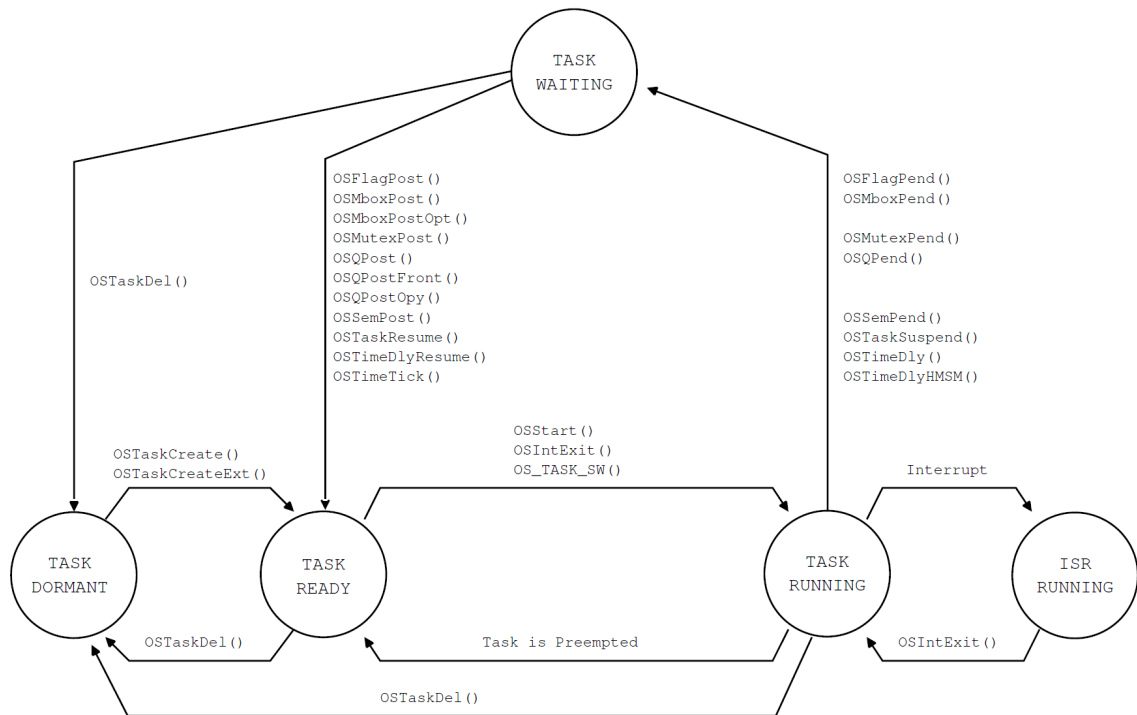 TASK
WAITING
OSFlagPost()
OSMboxPost()
OSMboxPostOpt()
OSMutexPost()
OSQPost()
OSQPostFront()
OSQPostOpy()
OSSemPost()
OSTaskResume()
OSTimeDlyResume()
OSTimeTick()
OSFlagPend()
OSMboxPend()
OSMutexPend()
OSQPend()
OSSemPend()
OSTaskSuspend()
OSTimeDly()
OSTimeDlyHMSM()
OSTaskDel()
OSTaskCreate()
OSTaskCreateExt()
OSStart()
OSIntExit()
OS_TASK_SW()
Interrupt
TASK
DORMANT
TASK
READY
TASK
RUNNING
ISR
RUNNING
OSTaskDel()
Task is Preempted
OSIntExit()
OSTaskDel()